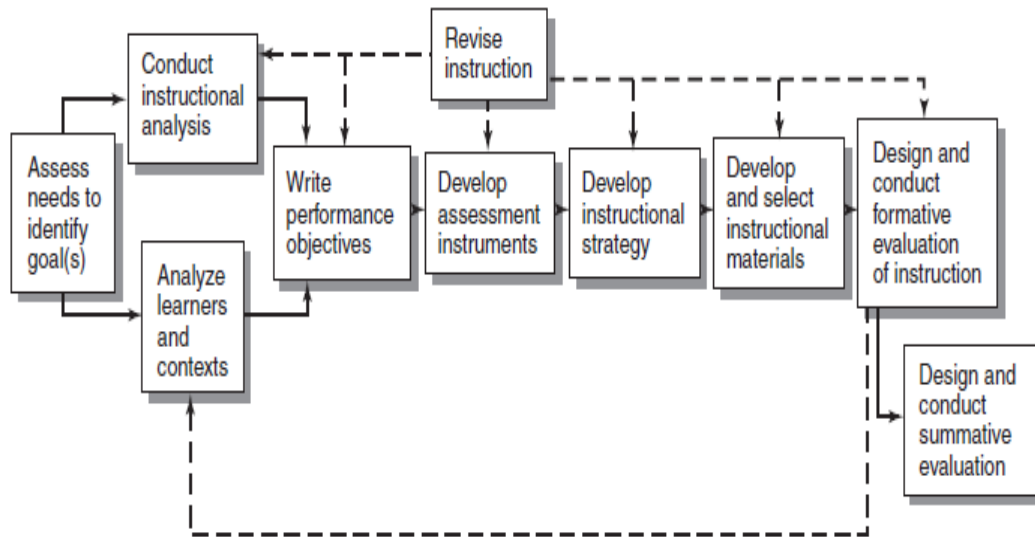 Revise
instruction
Conduct
instructional
analysis
Assess
needs to
identify
goal(s)
Analyze
learners
and
contexts
Write
performance
objectives
Develop
assessment
instruments
Develop
instructional
strategy
Develop
and select
instructional
materials
Design and
conduct
formative
evaluation
of instruction
Design and
conduct
summative
evaluation